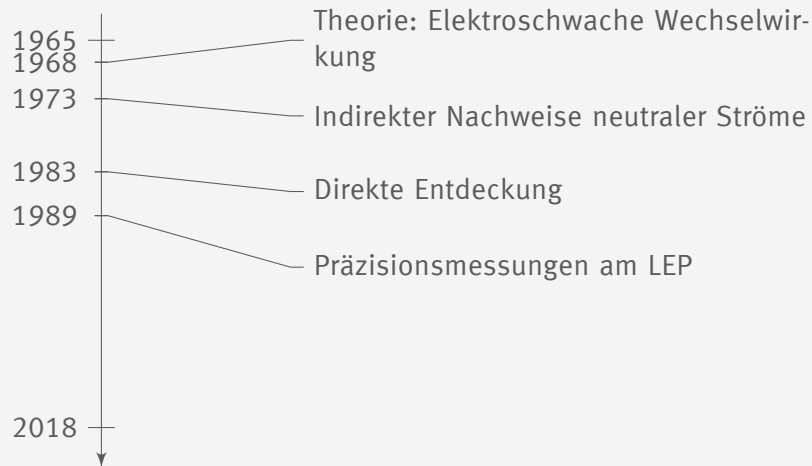 Theorie: Elektroschwache Wechselwir-
1965
1968
kung
1973
Indirekter Nachweise neutraler Ströme
1983
Direkte Entdeckung
1989
Präzisionsmessungen am LEP
2018